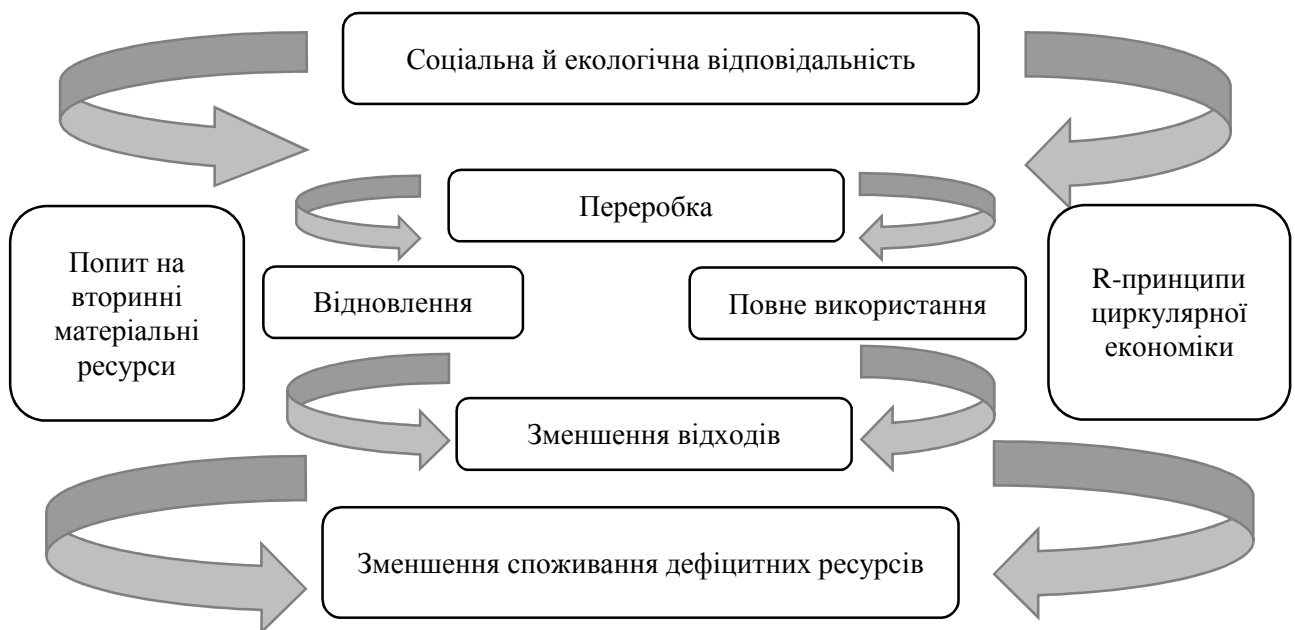 Соціальна й екологічна відповідальність
Переробка
Попит на
вторинні
матеріальні
ресурси
Відновлення
Повне використання
R-принципи
циркулярної
економіки
Зменшення відходів
Зменшення споживання дефіцитних ресурсів